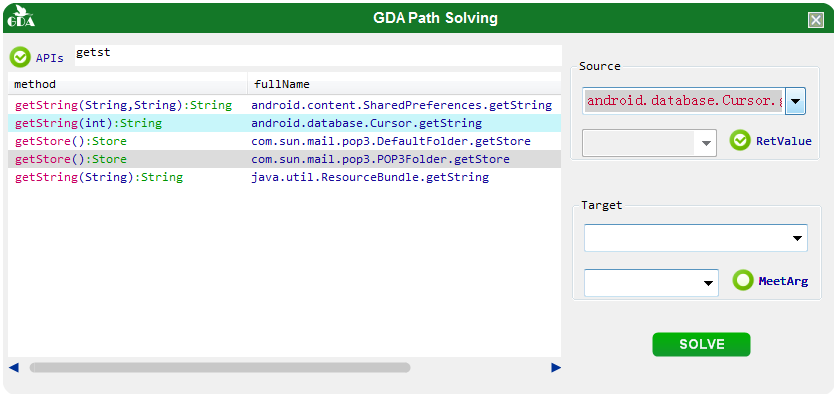 GDA Path Solving
GDA
APIs getst
method fullName
getString(String,String):String android.content.SharedPreferences.getString
getString(int):String android.database.Cursor.getString
getStore():Store com.sun.mail.pop3.DefaultFolder.getStore
getStore():Store com.sun.mail.pop3.POP3Folder.getStore
getString(String):String java.util.ResourceBundle.getString
Source
android.database.Cursor.g
RetValue
Target
MeetArg
SOLVE